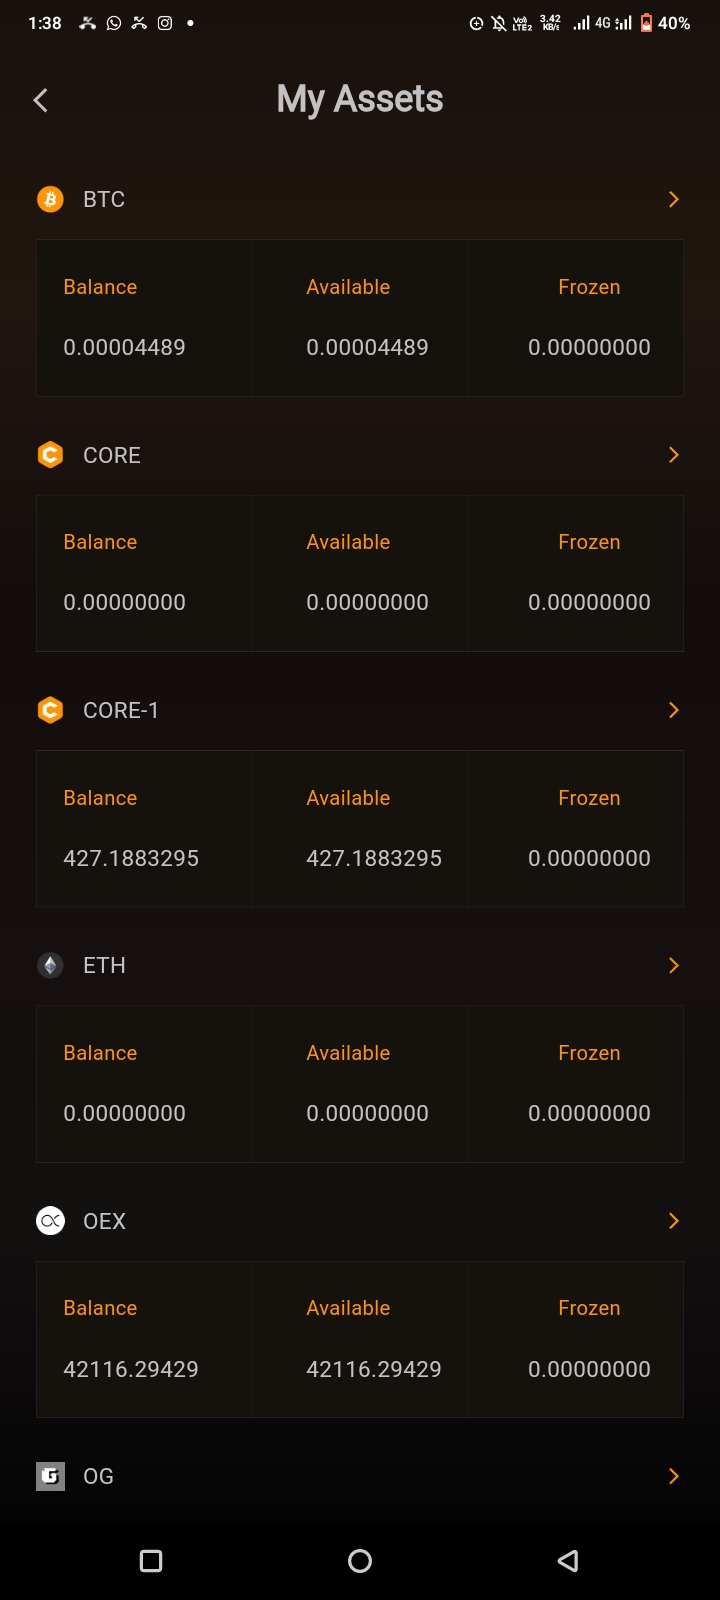 1:38 VoLTE2 3.42 KB/s 4G 40%
My Assets
BTC
Balance Available Frozen
0.00004489 0.00004489 0.00000000
CORE
Balance Available Frozen
0.00000000 0.00000000 0.00000000
CORE-1
Balance Available Frozen
427.1883295 427.1883295 0.00000000
ETH
Balance Available Frozen
0.00000000 0.00000000 0.00000000
OEX
Balance Available Frozen
42116.29429 42116.29429 0.00000000
OG